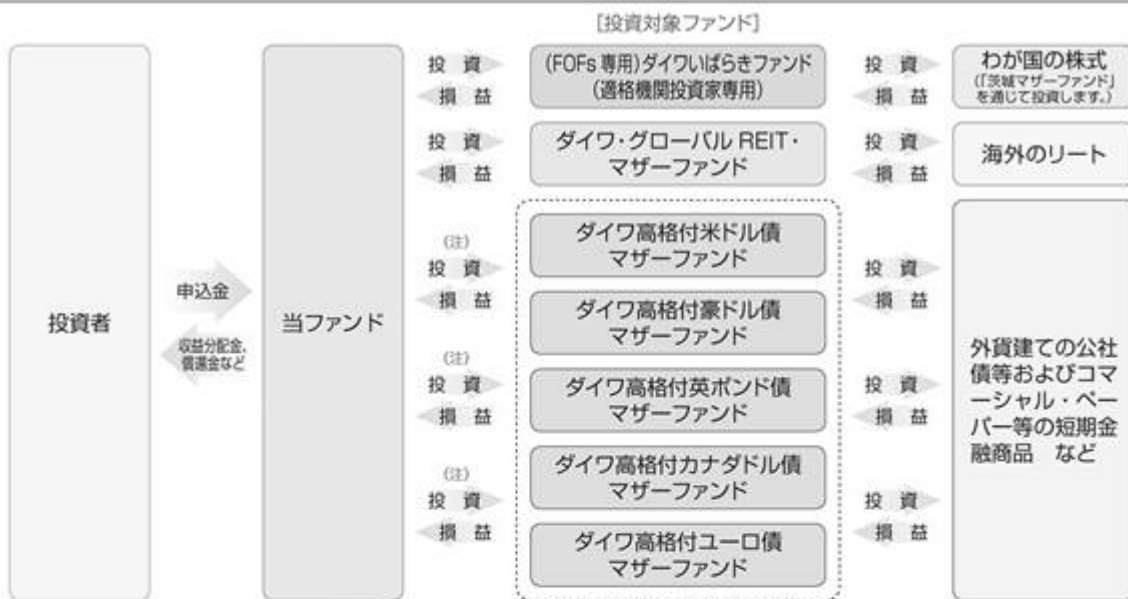 [投資対象ファンド]
投資者
申込金
収益分配金、
償還金など
当ファンド
投 資
損 益
(FOFs 専用)ダイワいばらきファンド
(適格機関投資家専用)
投 資
損 益
わが国の株式
(「茨城マザーファンド」
を通じて投資します。)
投 資
損 益
ダイワ・グローバル REIT・
マザーファンド
投 資
損 益
海外のリート
(注)
投 資
損 益
ダイワ高格付米ドル債
マザーファンド
ダイワ高格付豪ドル債
マザーファンド
投 資
損 益
(注)
投 資
損 益
ダイワ高格付英ポンド債
マザーファンド
投 資
損 益
(注)
投 資
損 益
ダイワ高格付カナダドル債
マザーファンド
ダイワ高格付ユーロ債
マザーファンド
投 資
損 益
外貨建ての公社
債等およびコマ
ーシャル・ペー
パー等の短期金
融商品 など